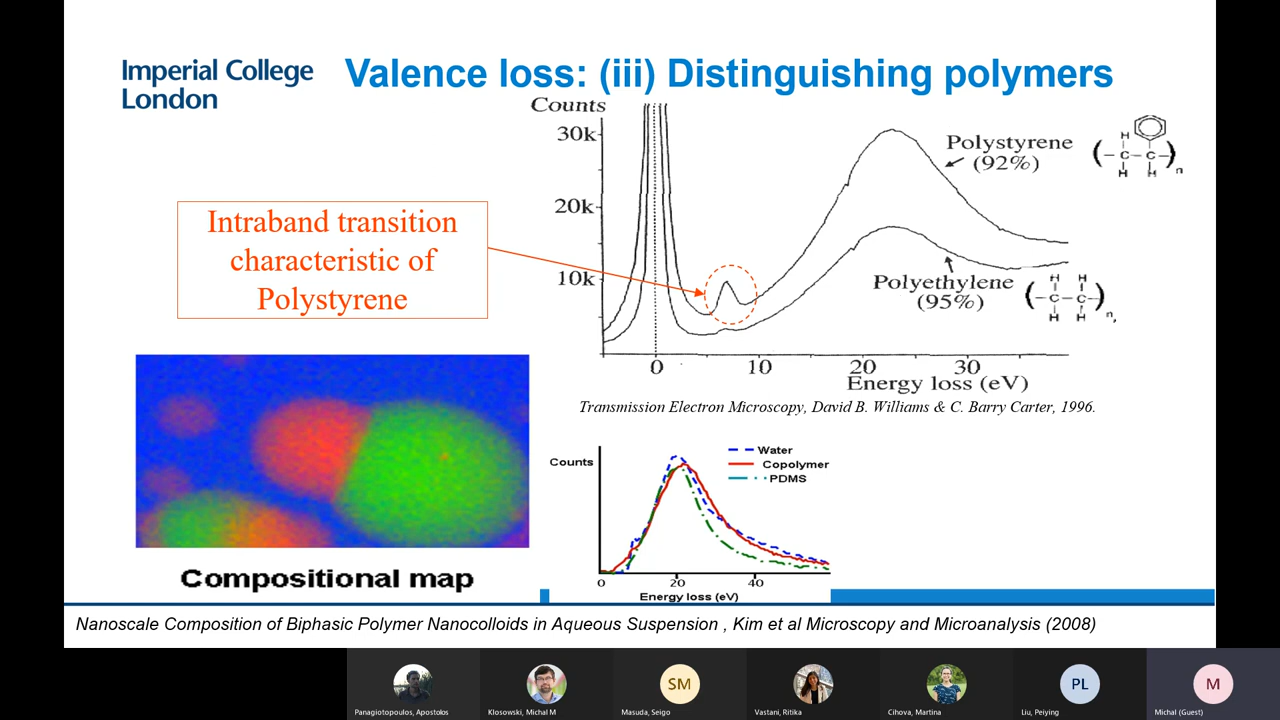 Imperial College
London
Valence loss: (iii) Distinguishing polymers
Counts
30k
20k
10k
Polystyrene
(92%)
H
C C
H H
n
Polyethylene
(95%)
H H
C C
H H
n
0 10 20 30
Energy loss (eV)
Intraband transition
characteristic of
Polystyrene
Transmission Electron Microscopy, David B. Williams & C. Barry Carter, 1996.
Counts
Water
Copolymer
PDMS
0 20 40
Energy loss (eV)
Compositional map
Nanoscale Composition of Biphasic Polymer Nanocolloids in Aqueous Suspension , Kim et al Microscopy and Microanalysis (2008)
SM
PL
M
Panagiotopoulos, Apostolos
Klosowski, Michal M
Masuda, Seigo
Vastani, Ritika
Cihova, Martina
Liu, Peiying
Michal (Guest)